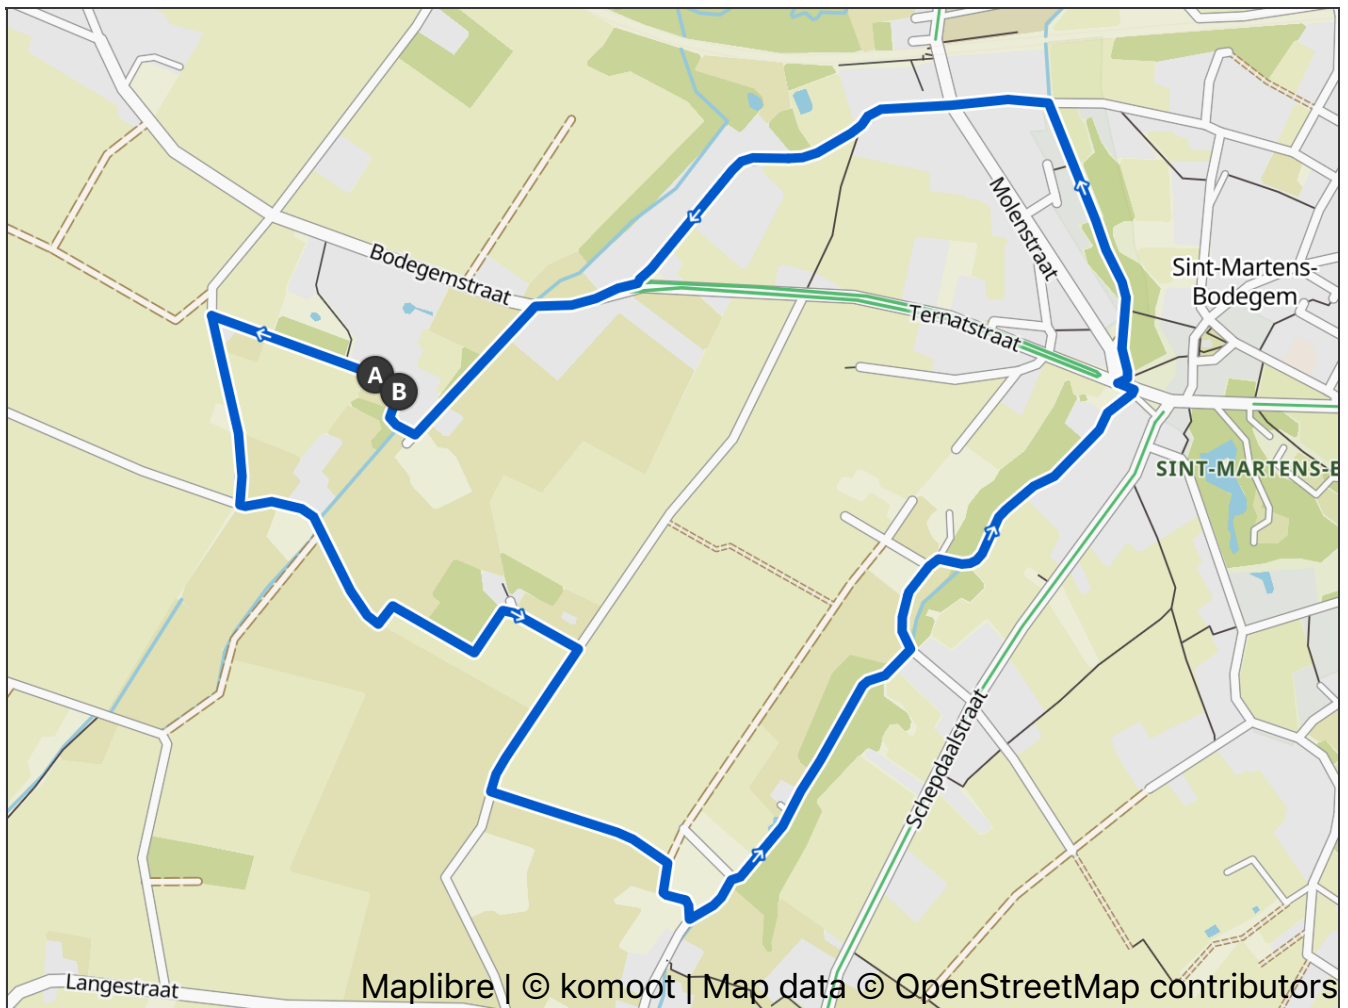 Molenstraat
Bodegemstraat
Sint-Martens-
Bodegem
Ternatstraat
A
B
SINT-MARTENS-B
Schepdaalstraat
Langestraat
Maplibre | © komoot | Map data © OpenStreetMap contributors